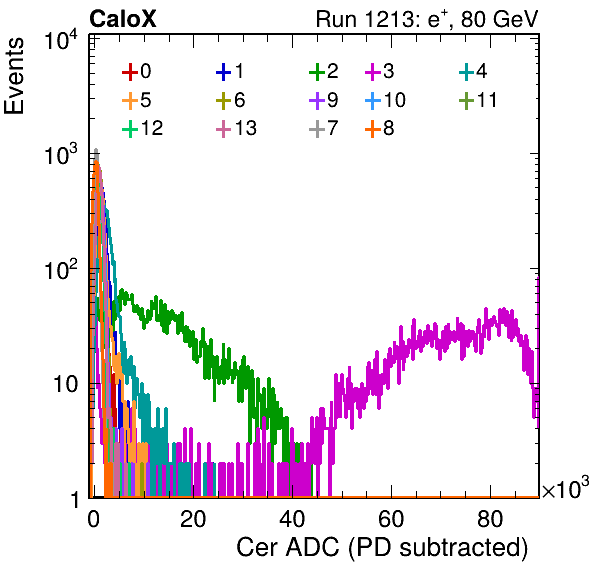 CaloX Run 1213: e⁺, 80 GeV
Events
10⁴
0 1 2 3 4
5 6 9 10 11
12 13 7 8
10³
10²
10
1
×10³
0 20 40 60 80
Cer ADC (PD subtracted)